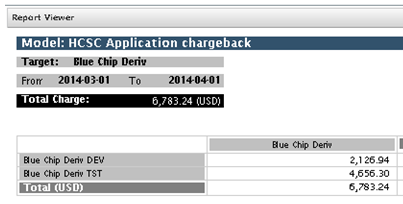 Report Viewer
Model: HCSC Application chargeback
Target: Blue Chip Deriv
From 2014-03-01 To 2014-04-01
Total Charge: 6,783.24 (USD)
Blue Chip Deriv
Blue Chip Deriv DEV 2,126.94
Blue Chip Deriv TST 4,656.30
Total (USD) 6,783.24